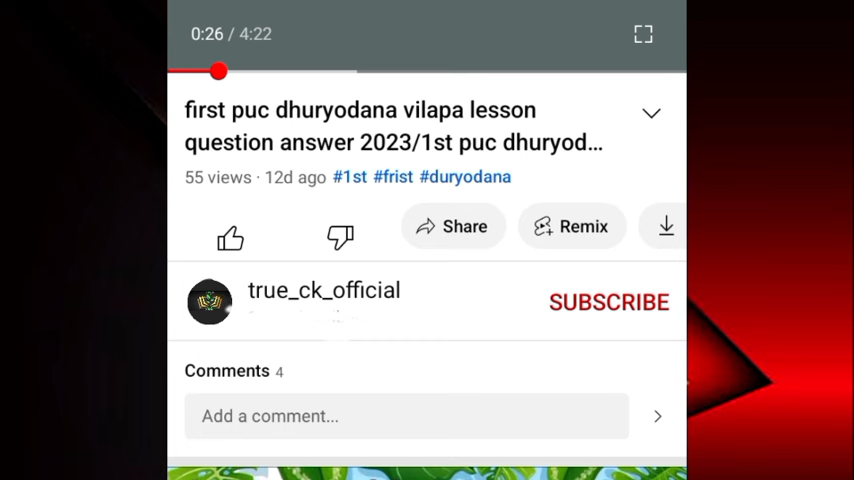 0:26 / 4:22
first puc dhuryodana vilapa lesson
question answer 2023/1st puc dhuryod...
55 views · 12d ago #1st #frist #duryodana
Share
Remix
true_ck_official
SUBSCRIBE
Comments 4
Add a comment...